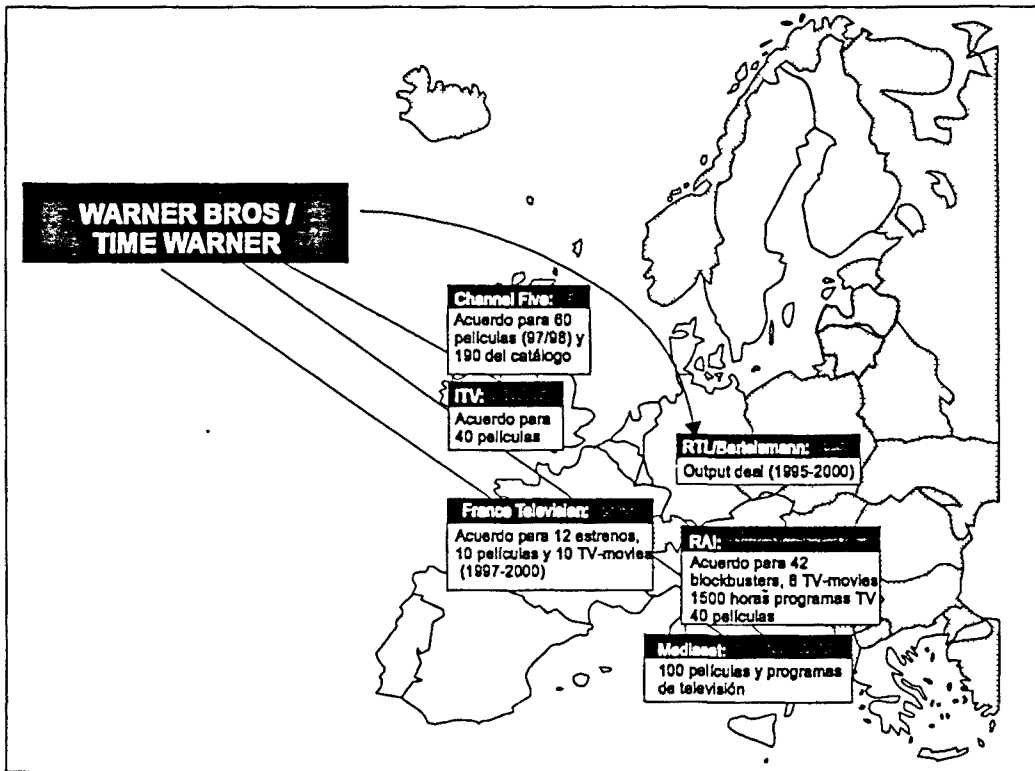 WARNER BROS /
TIME WARNER
Channel Five:
Acuerdo para 60
películas (97/98) y
190 del catálogo
ITV:
Acuerdo para
40 películas
RTL/Bertelsmann:
Output deal (1995-2000)
France Television:
Acuerdo para 12 estrenos,
10 películas y 10 TV-movies
(1997-2000)
RAI:
Acuerdo para 42
blockbusters, 8 TV-movies
1500 horas programas TV
40 películas
Mediaset:
100 películas y programas
de televisión